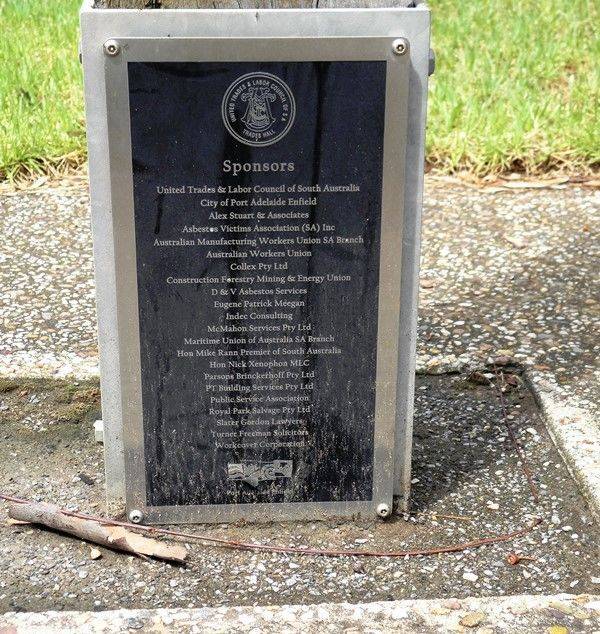 UNITED TRADES & LABOR COUNCIL OF S.A
TRADES HALL
Sponsors
United Trades & Labor Council of South Australia
City of Port Adelaide Enfield
Alex Stuart & Associates
Asbestos Victims Association (SA) Inc
Australian Manufacturing Workers Union SA Branch
Australian Workers Union
Collex Pty Ltd
Construction Forestry Mining & Energy Union
D & V Asbestos Services
Eugene Patrick Meegan
Indec Consulting
McMahon Services Pty Ltd
Maritime Union of Australia SA Branch
Hon Mike Rann Premier of South Australia
Hon Nick Xenophon MLC
Parsons Brinckerhoff Pty Ltd
PT Building Services Pty Ltd
Public Service Association
Royal Park Salvage Pty Ltd
Slater Gordon Lawyers
Turner Freeman Solicitors
Workcover Corporation